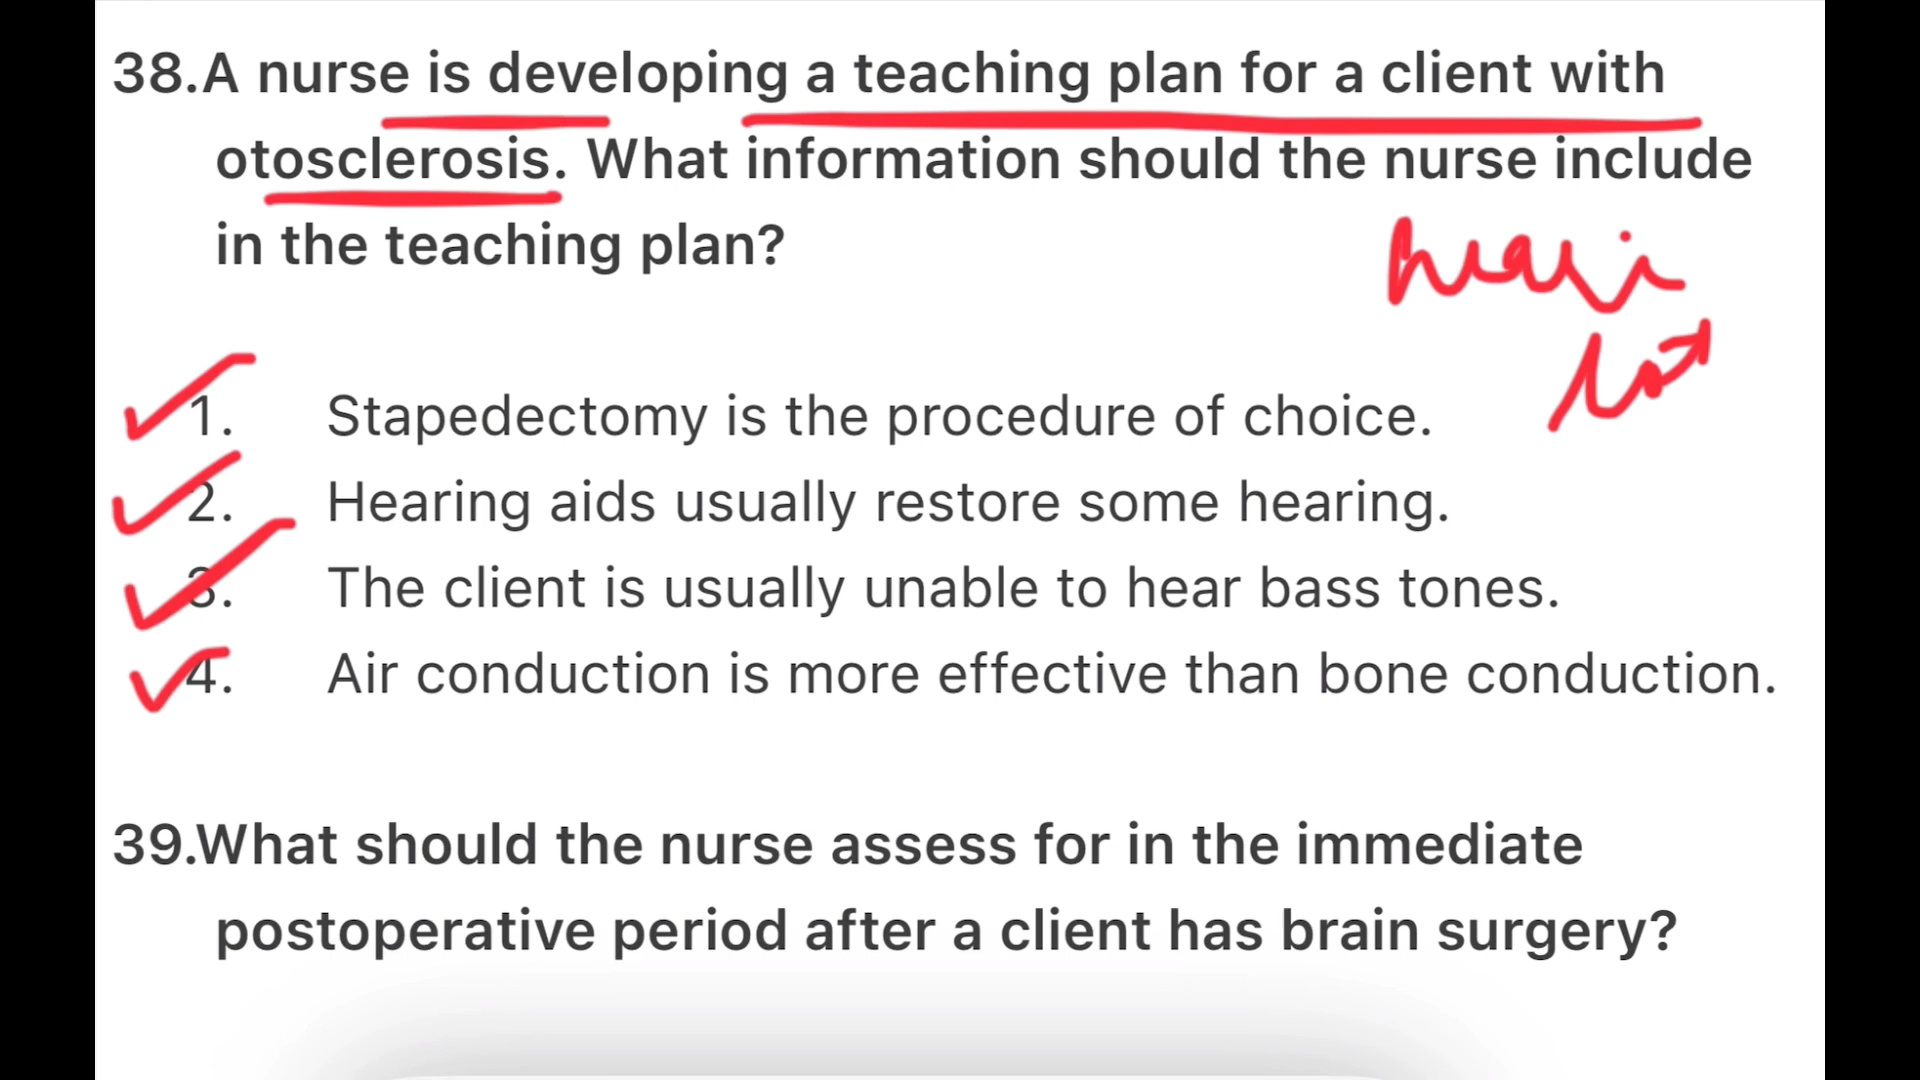 38.A nurse is developing a teaching plan for a client with
otosclerosis. What information should the nurse include
in the teaching plan?
1. Stapedectomy is the procedure of choice.
2. Hearing aids usually restore some hearing.
3. The client is usually unable to hear bass tones.
4. Air conduction is more effective than bone conduction.
39.What should the nurse assess for in the immediate
postoperative period after a client has brain surgery?